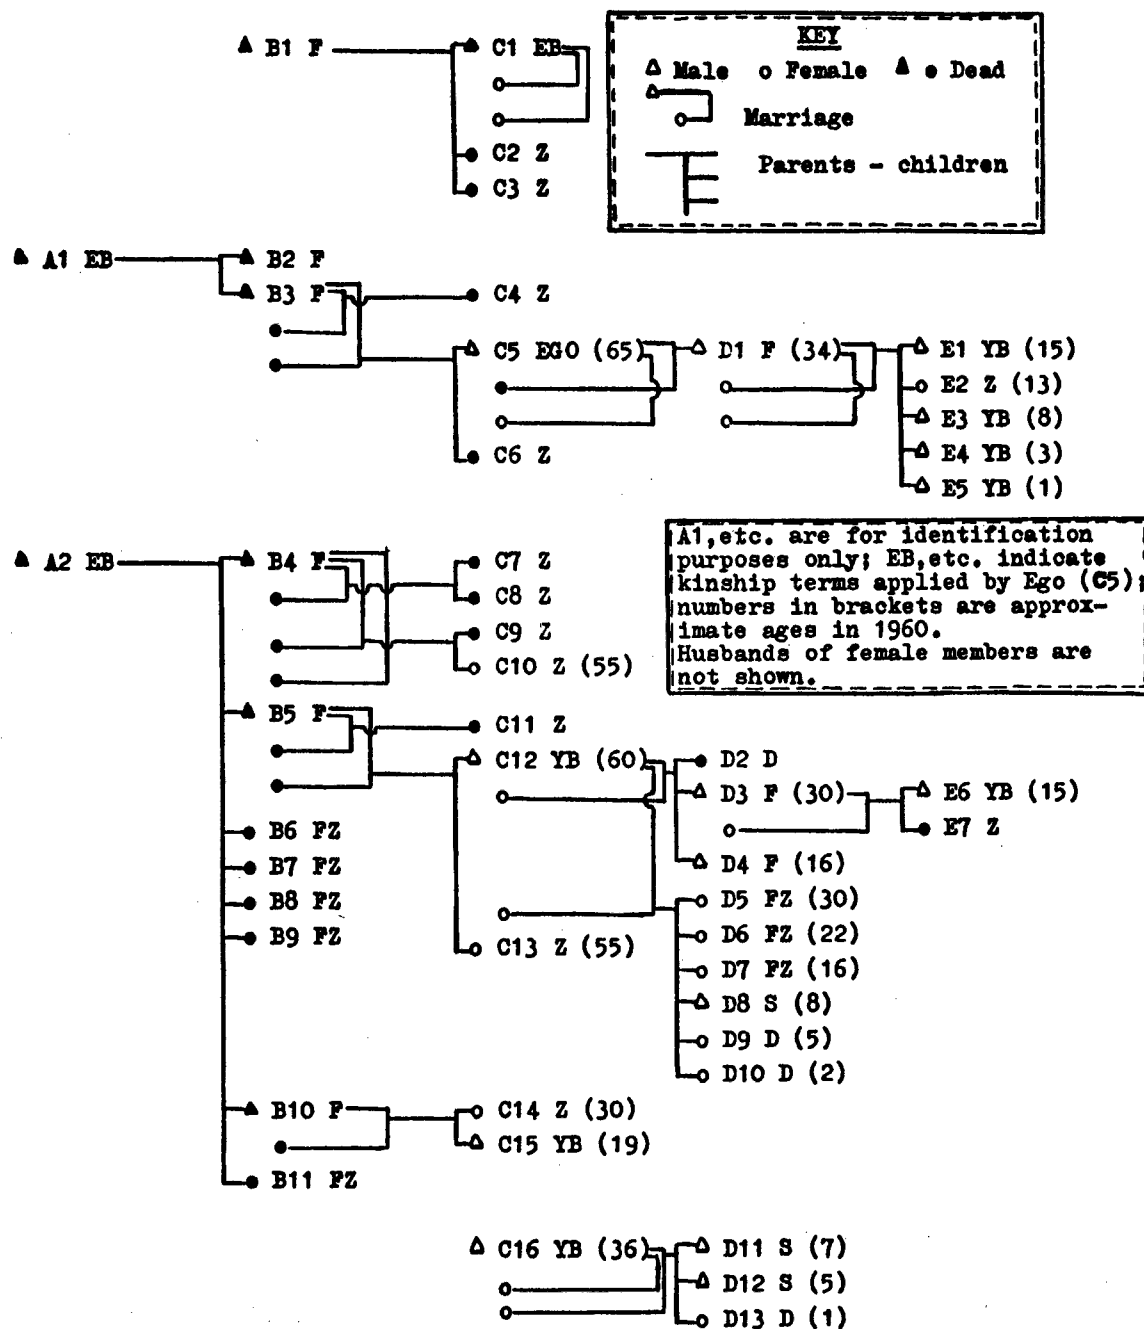 B1 F
C1 EB
C2 Z
C3 Z
KEY
Male Female Dead
Marriage
Parents - children
A1 EB
B2 F
B3 F
C4 Z
C5 EGO (65)
D1 F (34)
E1 YB (15)
E2 Z (13)
E3 YB (8)
E4 YB (3)
E5 YB (1)
C6 Z
A1,etc. are for identification
purposes only; EB,etc. indicate
kinship terms applied by Ego (C5);
numbers in brackets are approx-
imate ages in 1960.
Husbands of female members are
not shown.
A2 EB
B4 F
C7 Z
C8 Z
C9 Z
C10 Z (55)
B5 F
C11 Z
C12 YB (60)
D2 D
D3 F (30)
E6 YB (15)
E7 Z
D4 F (16)
B6 FZ
B7 FZ
B8 FZ
B9 FZ
D5 FZ (30)
D6 FZ (22)
D7 FZ (16)
D8 S (8)
D9 D (5)
D10 D (2)
C13 Z (55)
B10 F
C14 Z (30)
C15 YB (19)
B11 FZ
C16 YB (36)
D11 S (7)
D12 S (5)
D13 D (1)